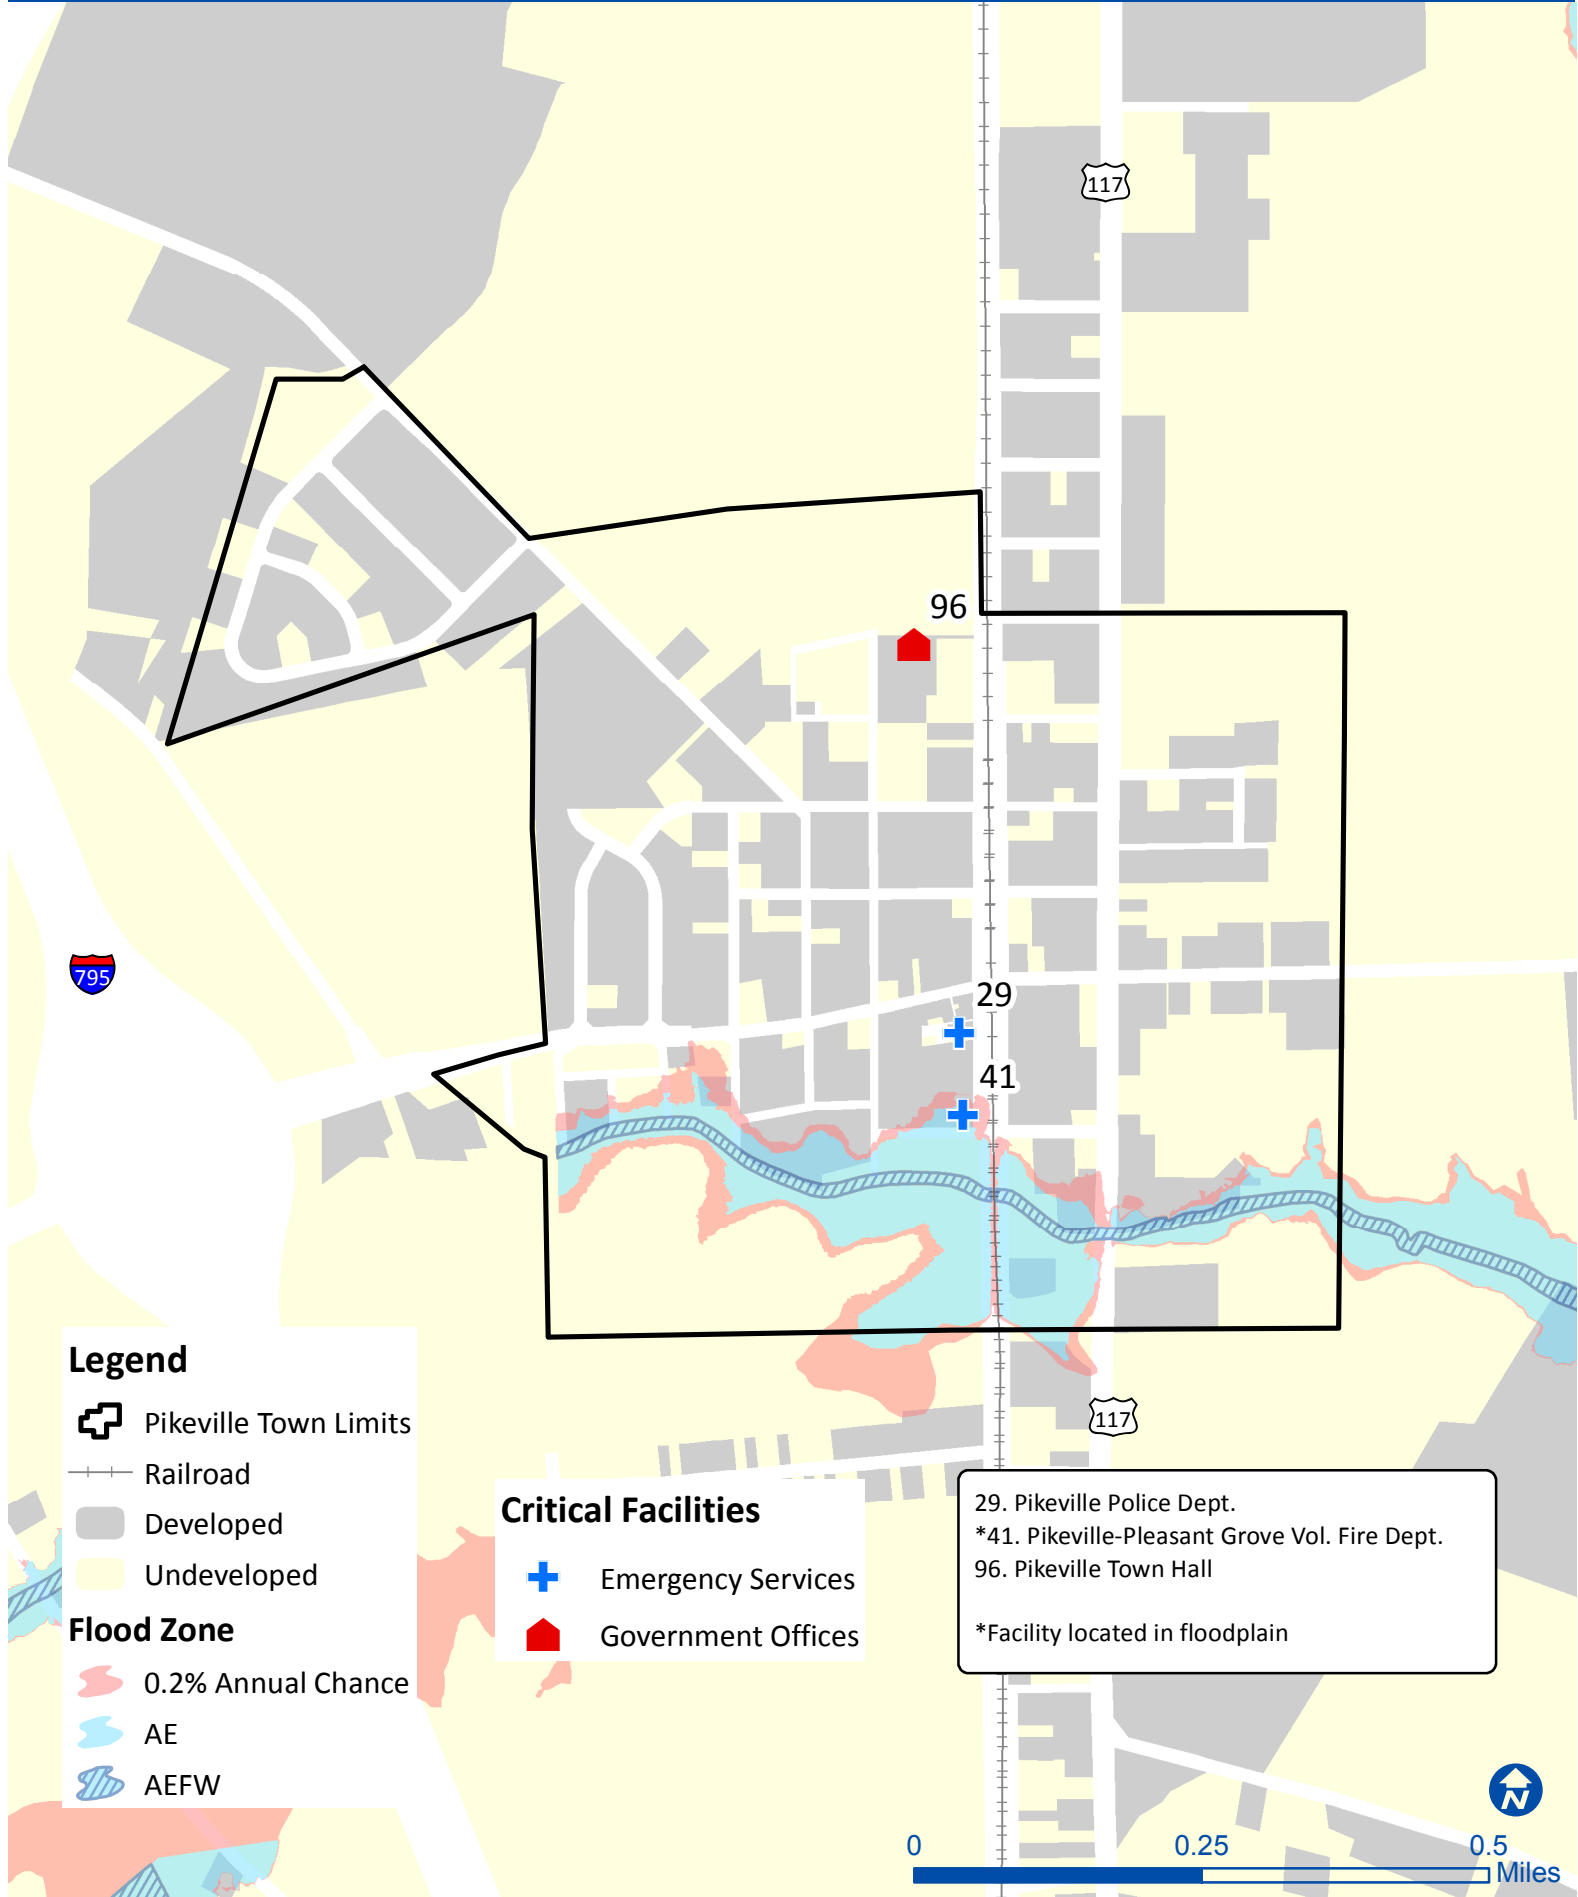 117
96
29
41
795
117
Legend
Pikeville Town Limits
Railroad
Developed
Undeveloped
Flood Zone
0.2% Annual Chance
AE
AEFW
Critical Facilities
Emergency Services
Government Offices
29. Pikeville Police Dept.
*41. Pikeville-Pleasant Grove Vol. Fire Dept.
96. Pikeville Town Hall
*Facility located in floodplain
N
0 0.25 0.5
Miles